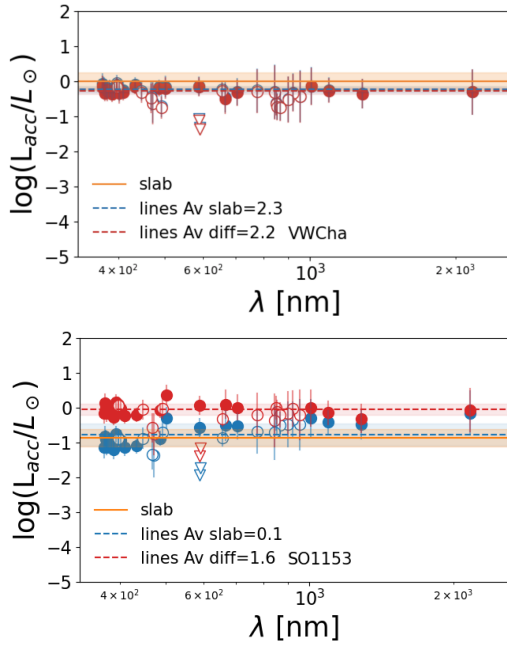 2
1
0
−1
−2
−3
−4
−5
log(L_acc/L_⊙)
slab
lines Av slab=2.3
lines Av diff=2.2 VWCha
4 × 10² 6 × 10² 10³ 2 × 10³
λ [nm]
2
1
0
−1
−2
−3
−4
−5
log(L_acc/L_⊙)
slab
lines Av slab=0.1
lines Av diff=1.6 SO1153
4 × 10² 6 × 10² 10³ 2 × 10³
λ [nm]